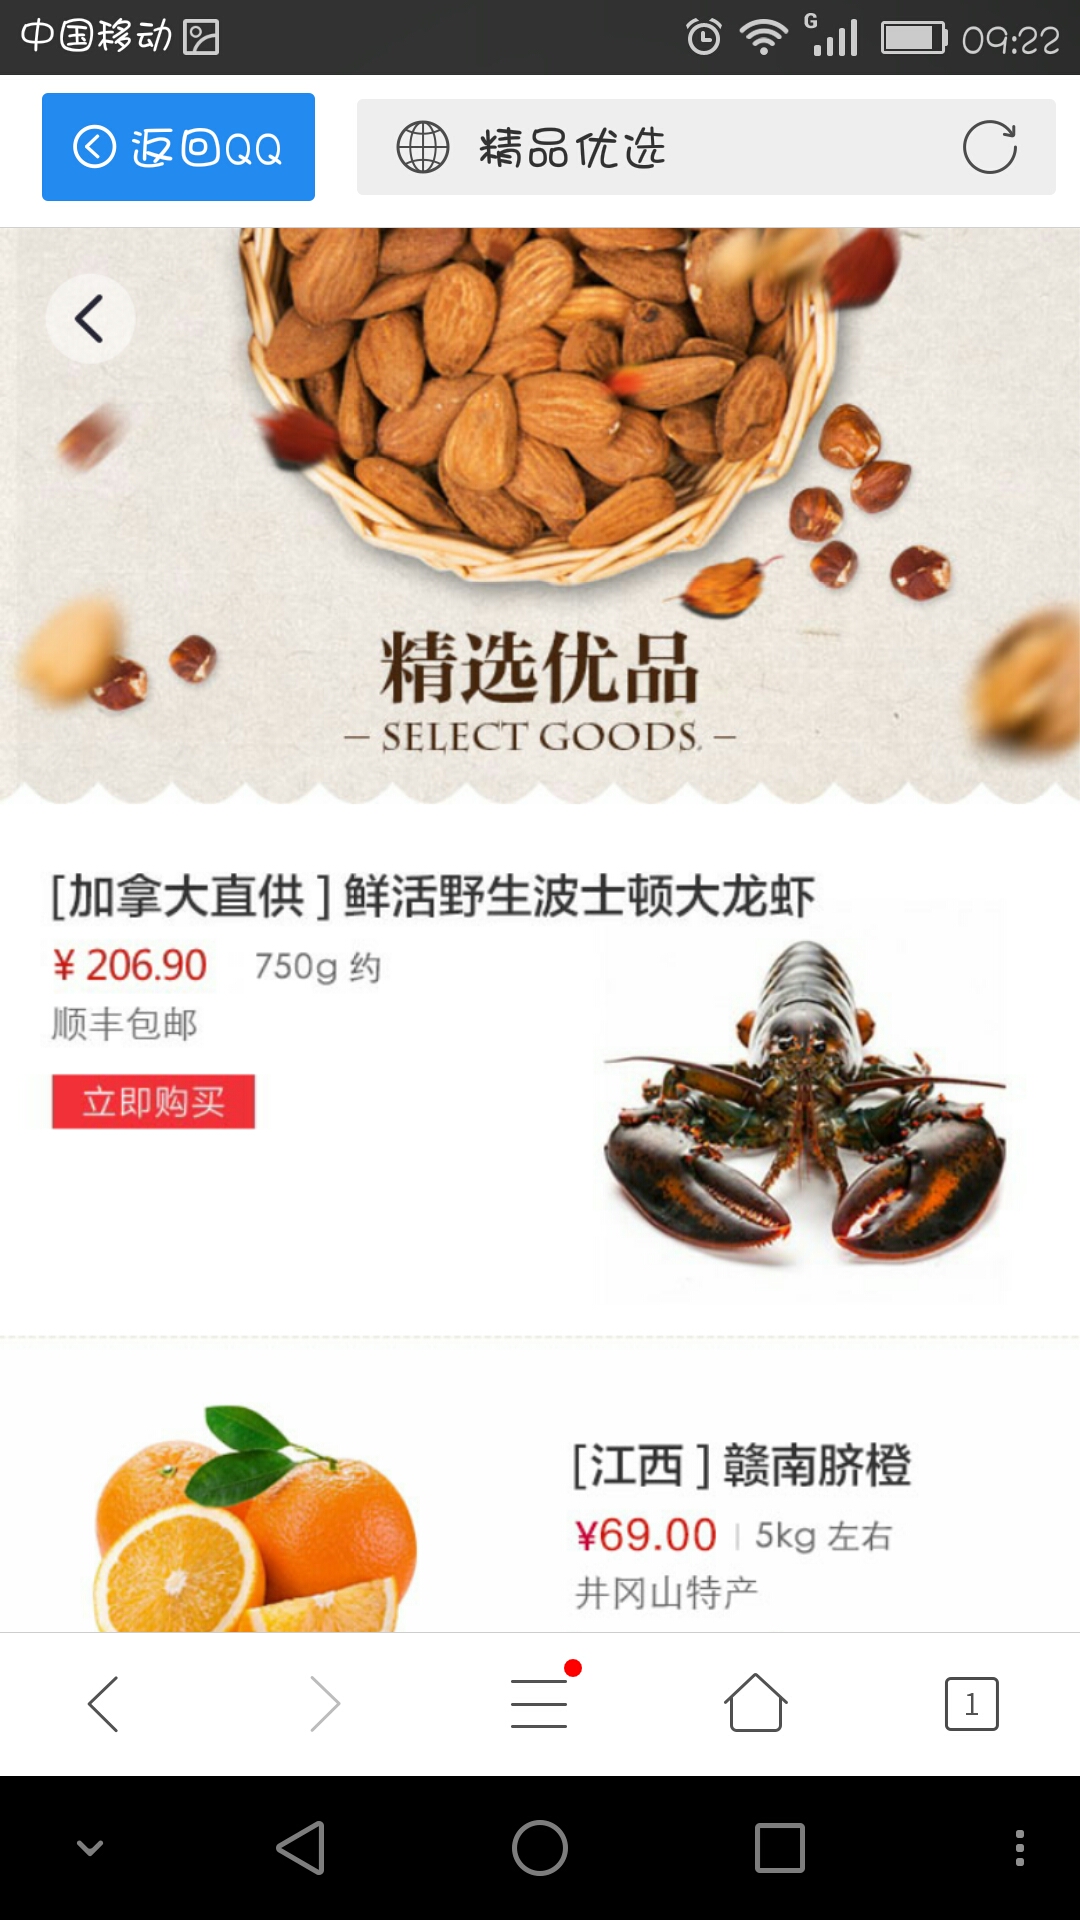 中国移动 G 09:22
返回QQ 精品优选
精选优品
SELECT GOODS.
[加拿大直供]鲜活野生波士顿大龙虾
¥ 206.90 750g 约
顺丰包邮
立即购买
[江西]赣南脐橙
¥69.00 5kg 左右
井冈山特产
1